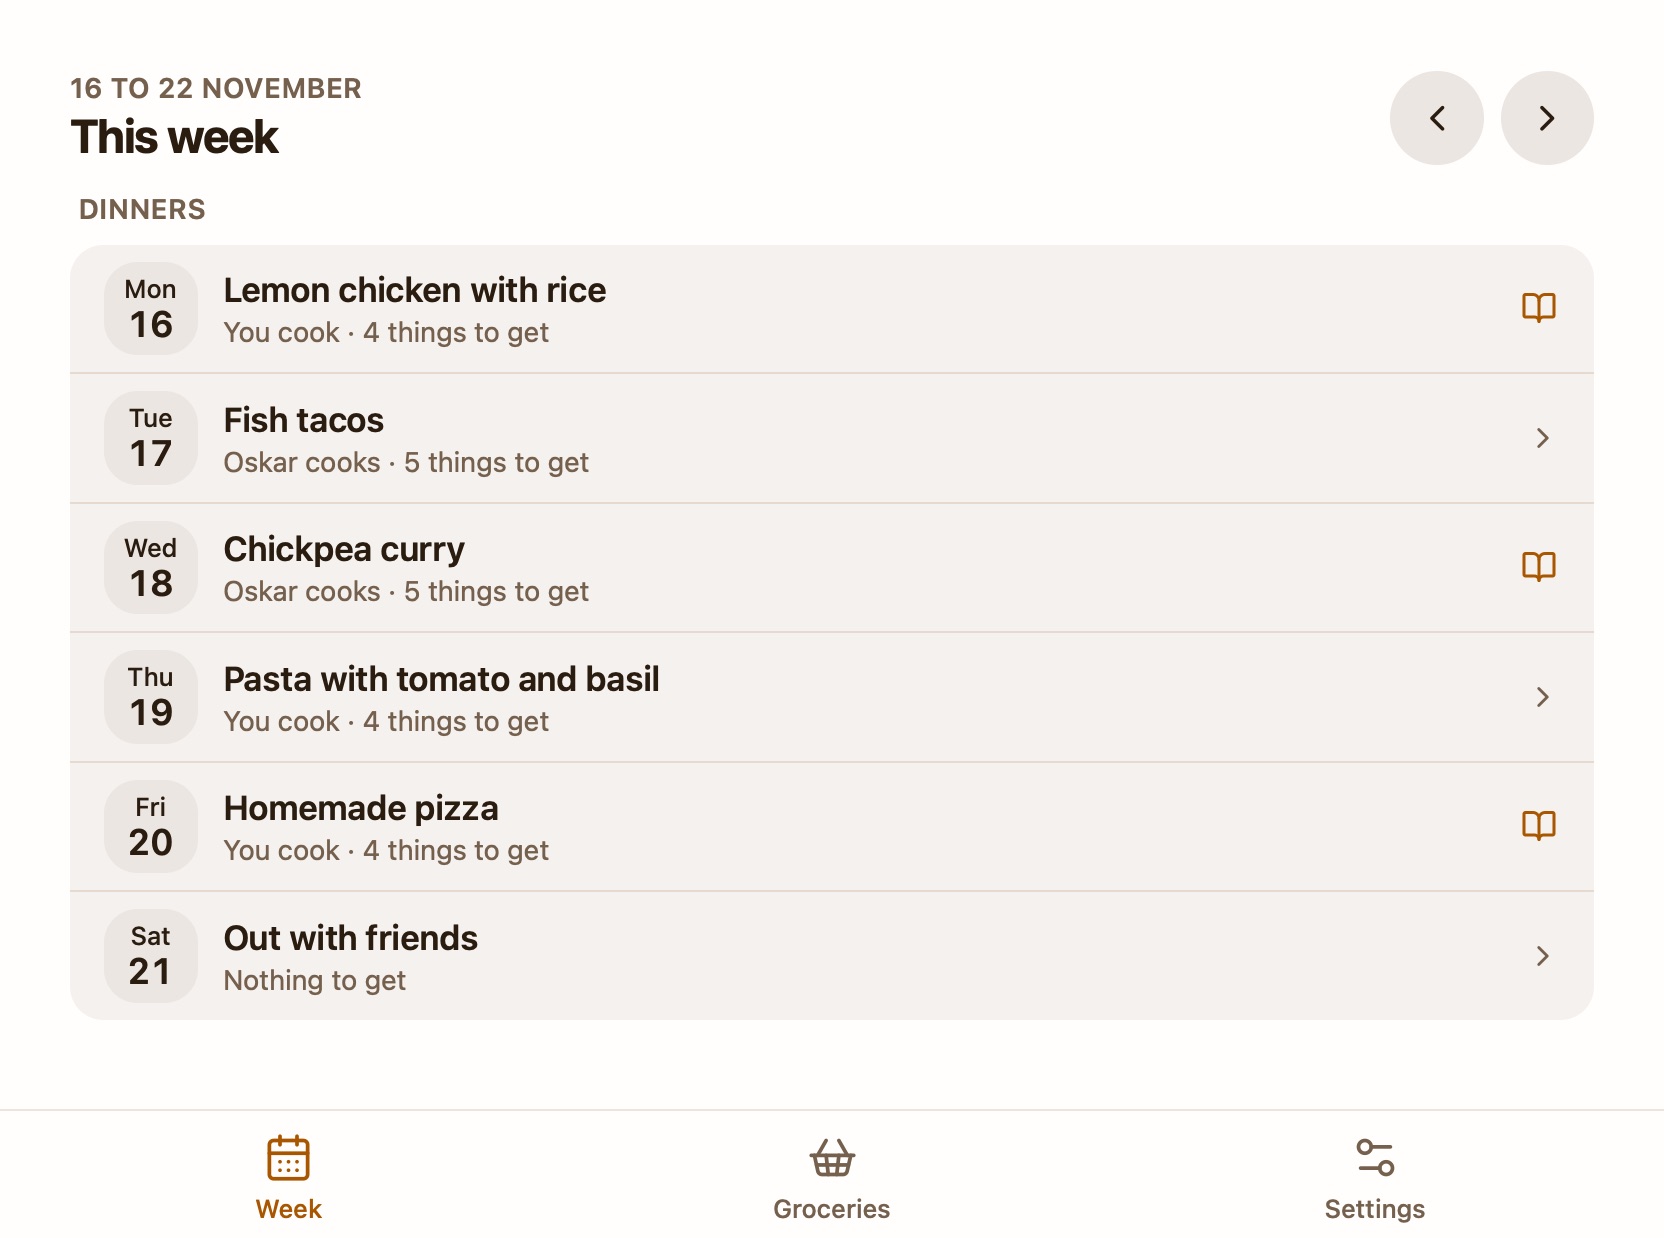 16 TO 22 NOVEMBER
This week
DINNERS
Mon
16
Lemon chicken with rice
You cook · 4 things to get
Tue
17
Fish tacos
Oskar cooks · 5 things to get
Wed
18
Chickpea curry
Oskar cooks · 5 things to get
Thu
19
Pasta with tomato and basil
You cook · 4 things to get
Fri
20
Homemade pizza
You cook · 4 things to get
Sat
21
Out with friends
Nothing to get
Week
Groceries
Settings